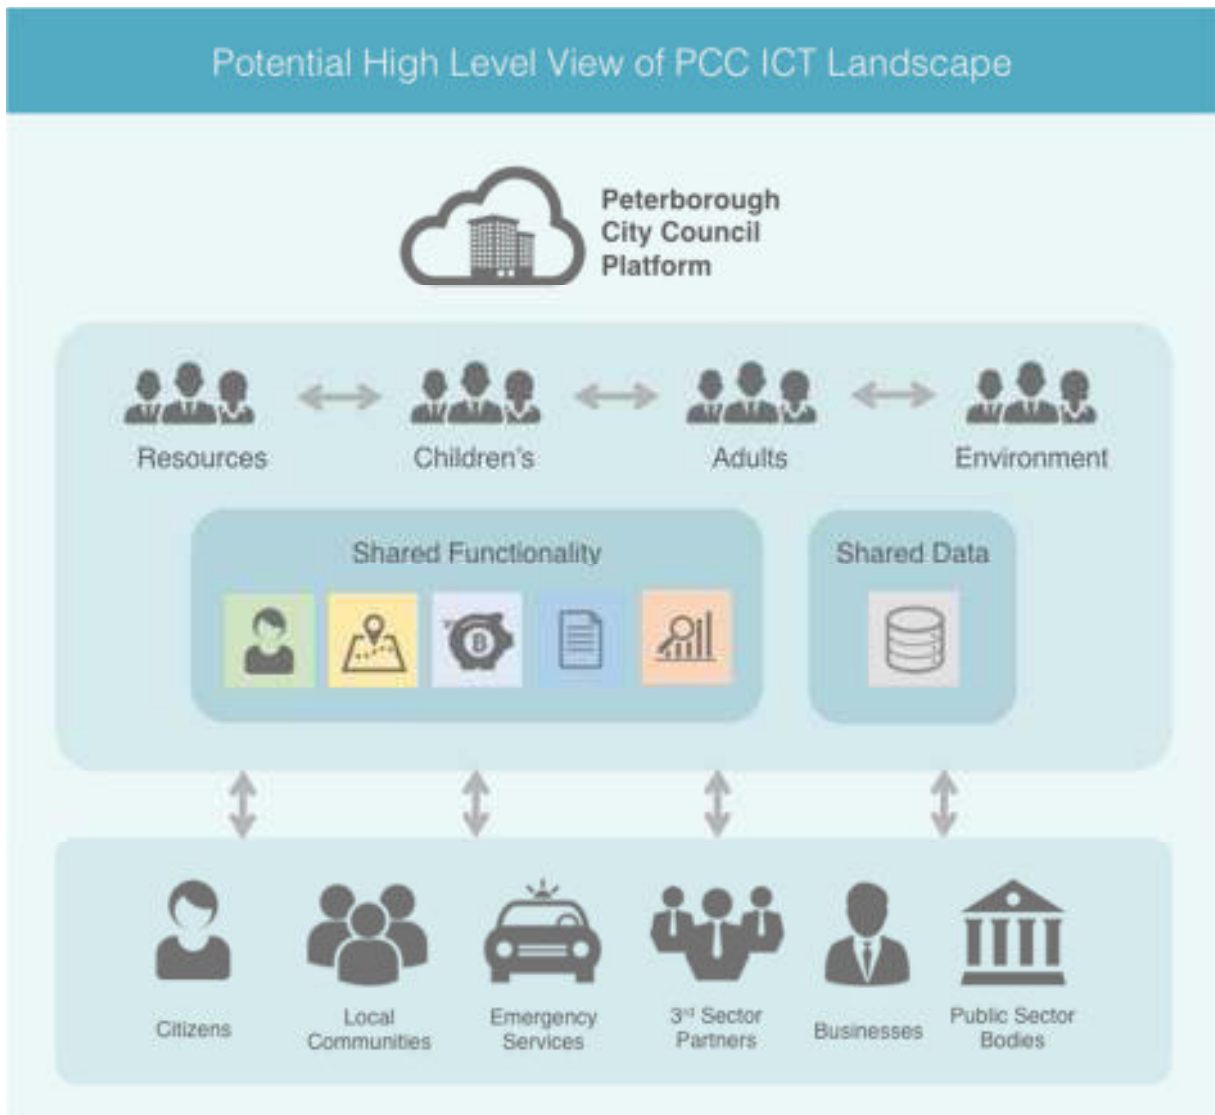 Potential High Level View of PCC ICT Landscape
Peterborough
City Council
Platform
Resources
Children's
Adults
Environment
Shared Functionality
Shared Data
B
Citizens
Local
Communities
Emergency
Services
3rd Sector
Partners
Businesses
Public Sector
Bodies